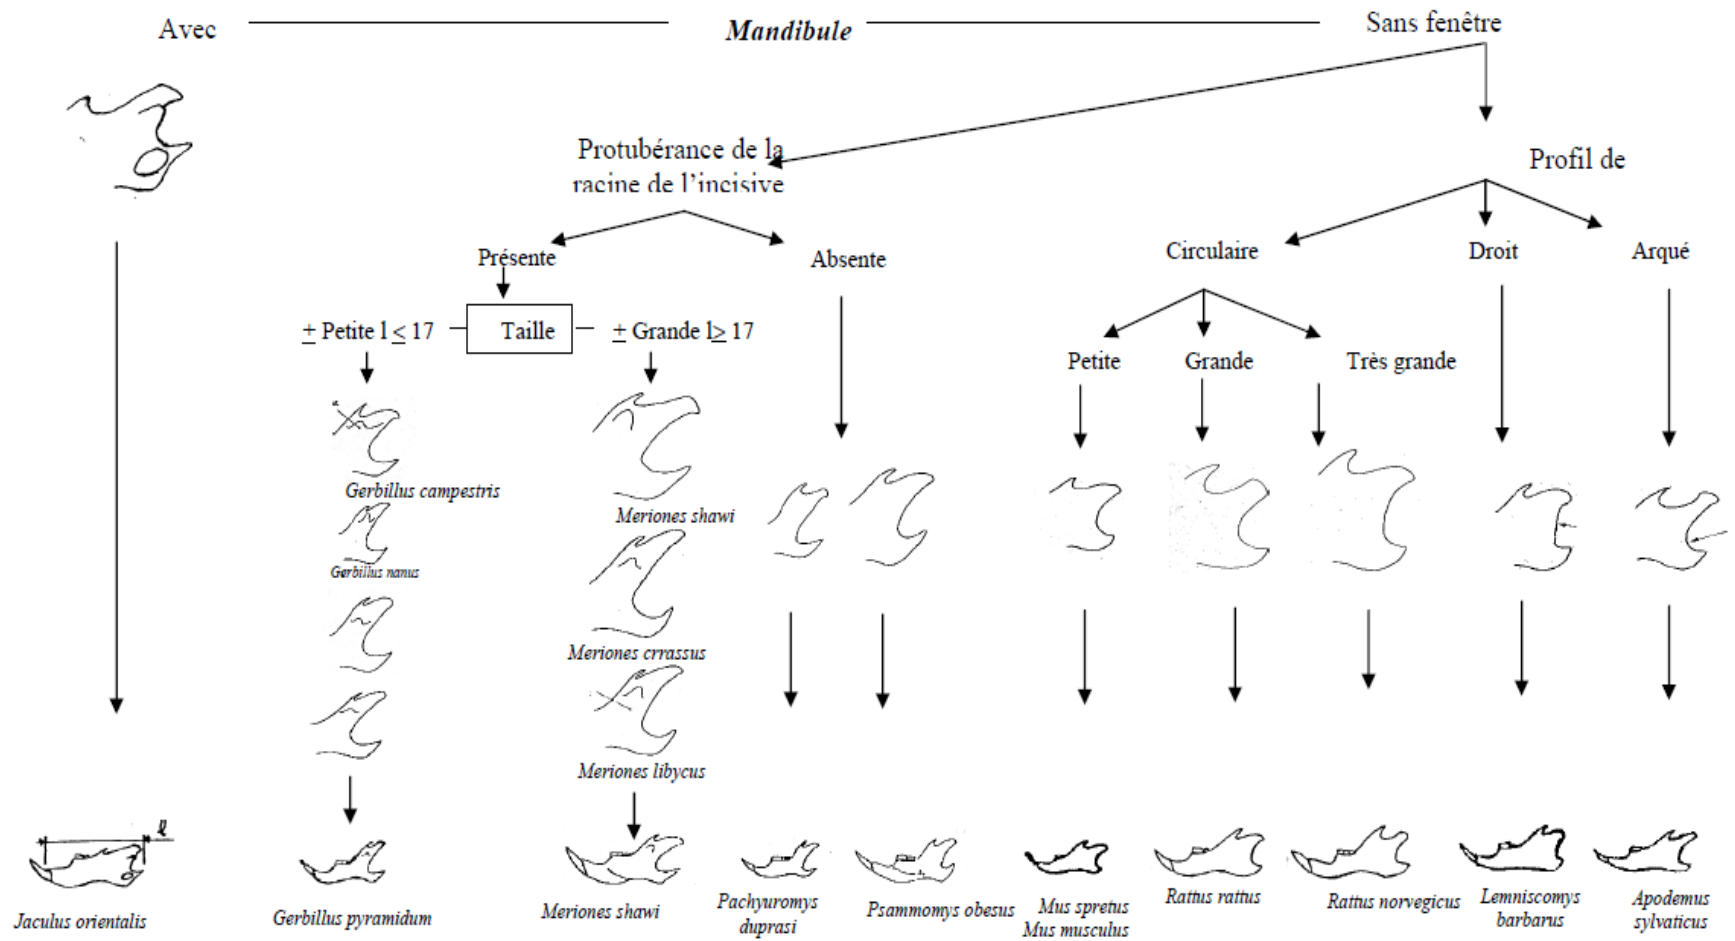 Avec
Mandibule
Sans fenêtre
Protubérance de la
racine de l'incisive
Profil de
Présente
Absente
Circulaire
Droit
Arqué
± Petite l ≤ 17
Taille
± Grande l ≥ 17
Petite
Grande
Très grande
Gerbillus campestris
Meriones shawi
Gerbillus nanus
Meriones crrassus
Meriones libycus
l
Jaculus orientalis
Gerbillus pyramidum
Meriones shawi
Pachyuromys
duprasi
Psammomys obesus
Mus spretus
Mus musculus
Rattus rattus
Rattus norvegicus
Lemniscomys
barbarus
Apodemus
sylvaticus